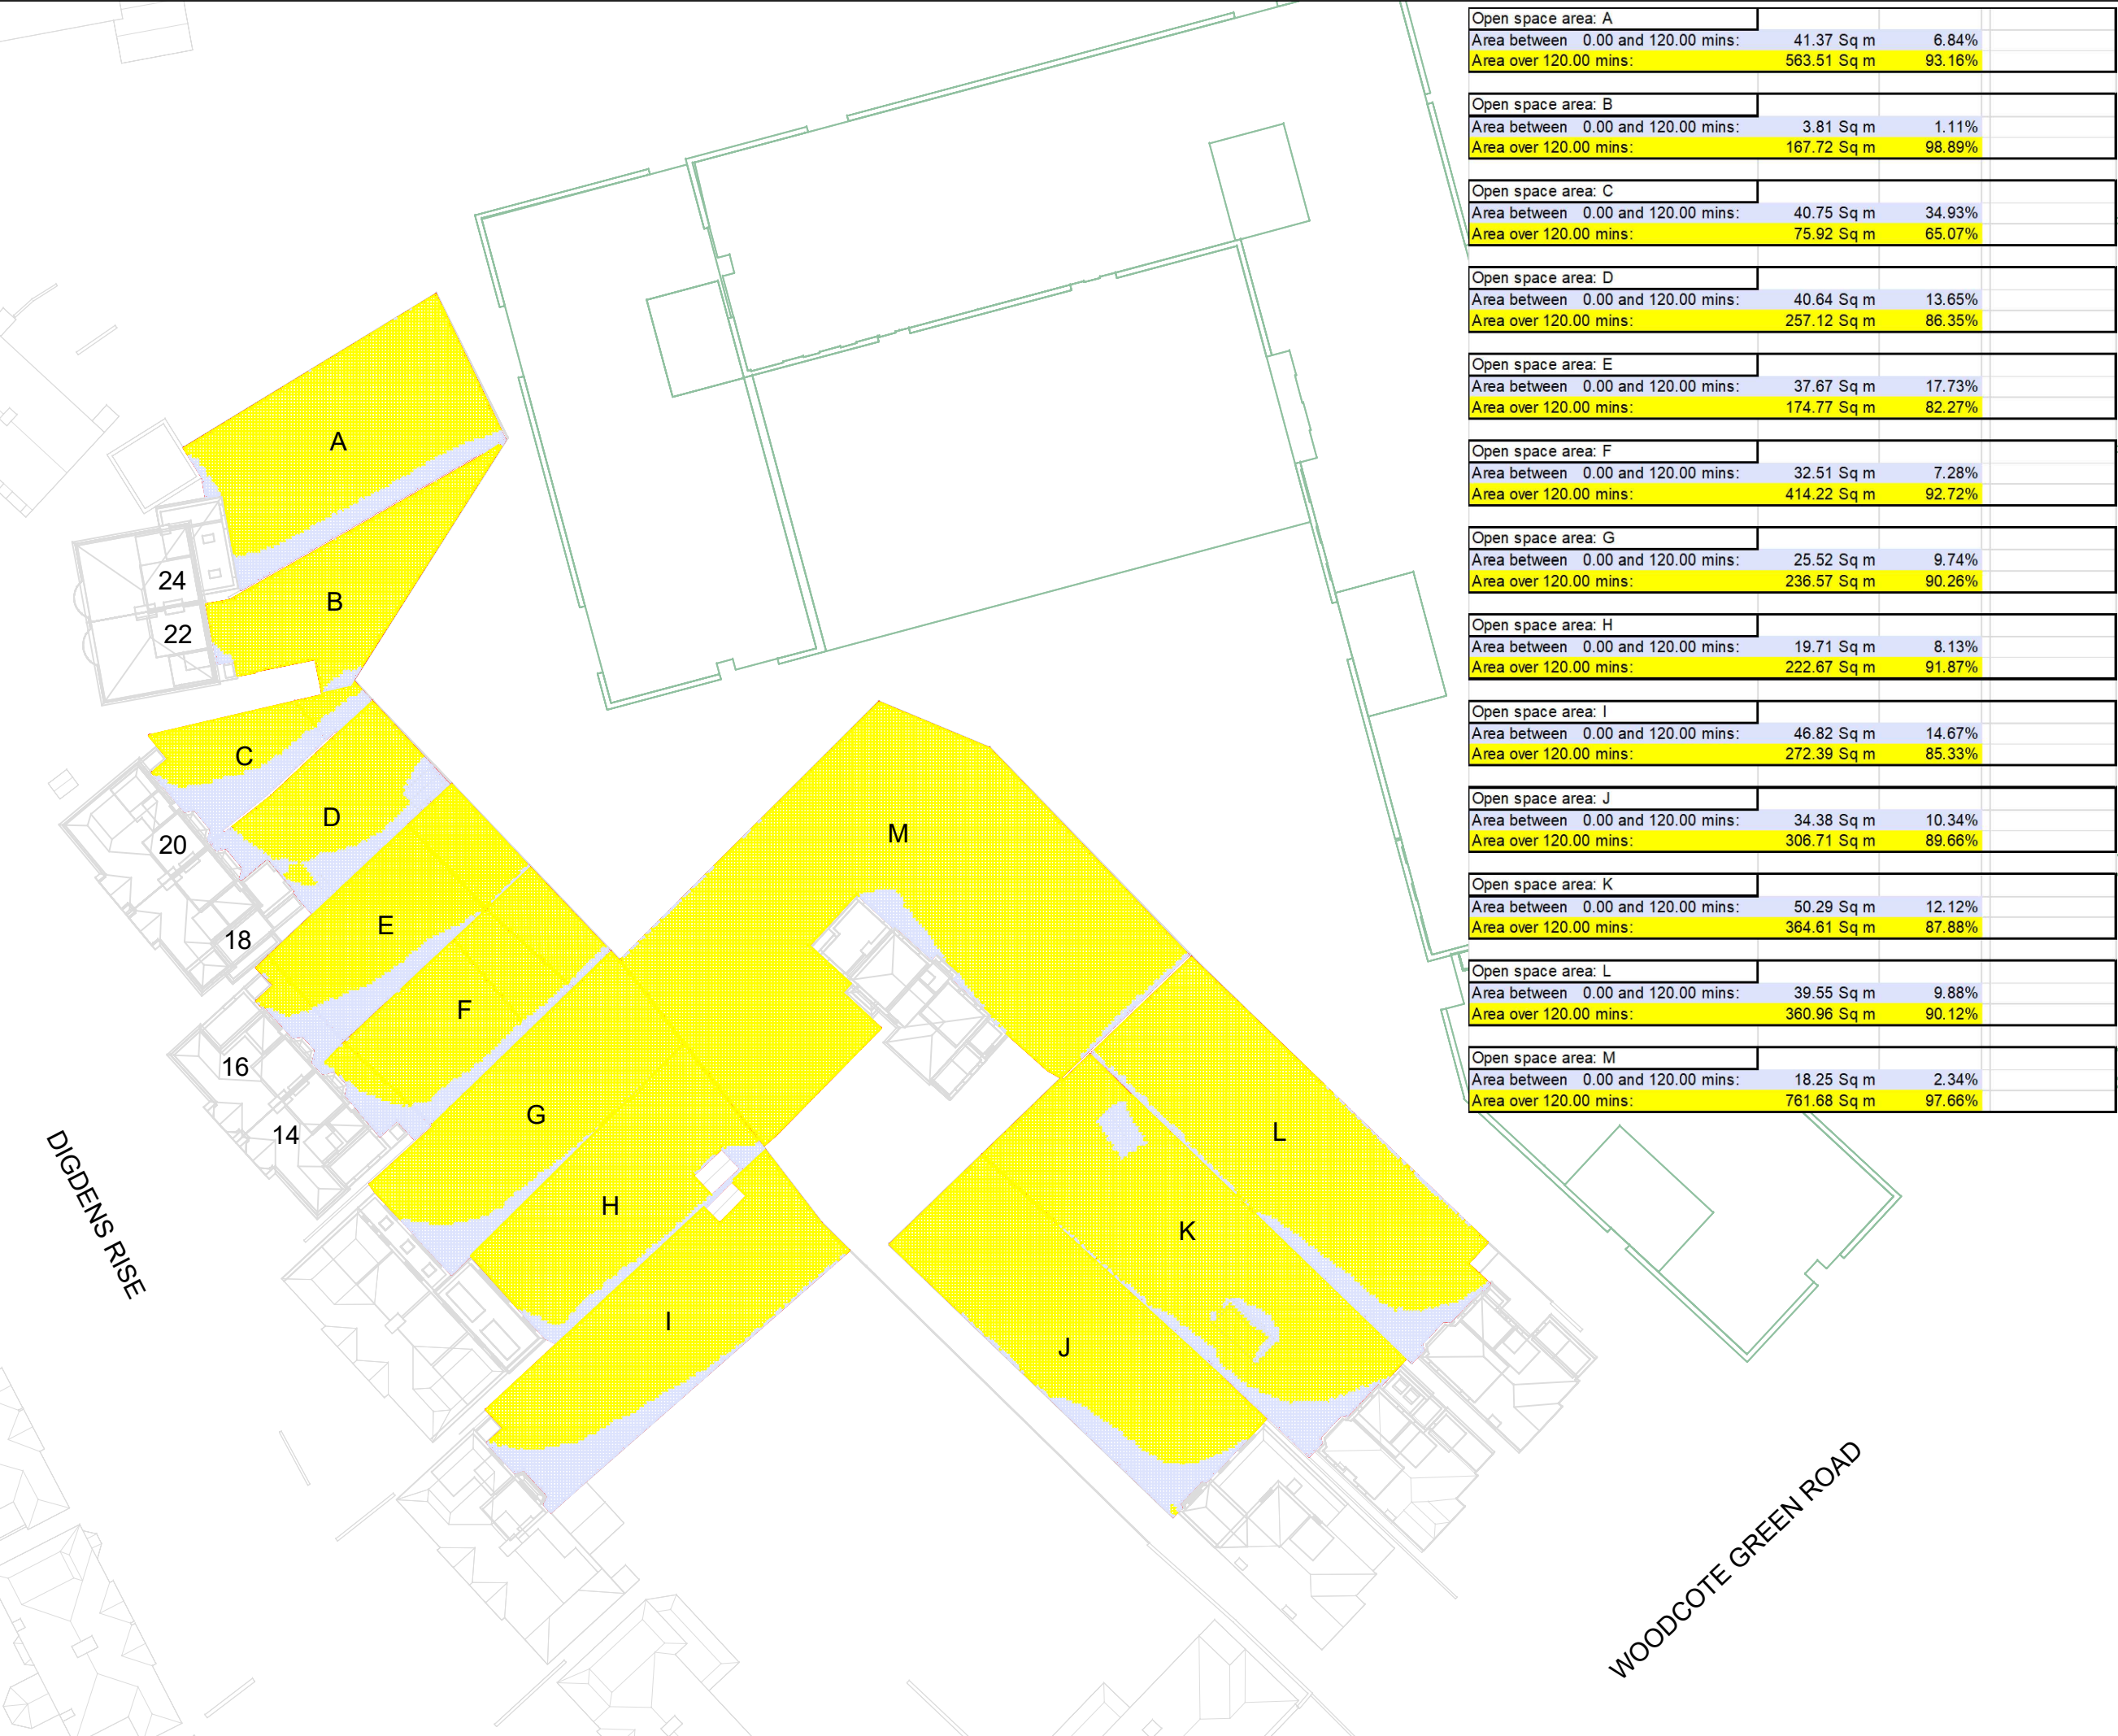 Open space area: A
Area between 0.00 and 120.00 mins: 41.37 Sq m 6.84%
Area over 120.00 mins: 563.51 Sq m 93.16%
Open space area: B
Area between 0.00 and 120.00 mins: 3.81 Sq m 1.11%
Area over 120.00 mins: 167.72 Sq m 98.89%
Open space area: C
Area between 0.00 and 120.00 mins: 40.75 Sq m 34.93%
Area over 120.00 mins: 75.92 Sq m 65.07%
Open space area: D
Area between 0.00 and 120.00 mins: 40.64 Sq m 13.65%
Area over 120.00 mins: 257.12 Sq m 86.35%
Open space area: E
Area between 0.00 and 120.00 mins: 37.67 Sq m 17.73%
Area over 120.00 mins: 174.77 Sq m 82.27%
Open space area: F
Area between 0.00 and 120.00 mins: 32.51 Sq m 7.28%
Area over 120.00 mins: 414.22 Sq m 92.72%
Open space area: G
Area between 0.00 and 120.00 mins: 25.52 Sq m 9.74%
Area over 120.00 mins: 236.57 Sq m 90.26%
Open space area: H
Area between 0.00 and 120.00 mins: 19.71 Sq m 8.13%
Area over 120.00 mins: 222.67 Sq m 91.87%
Open space area: I
Area between 0.00 and 120.00 mins: 46.82 Sq m 14.67%
Area over 120.00 mins: 272.39 Sq m 85.33%
Open space area: J
Area between 0.00 and 120.00 mins: 34.38 Sq m 10.34%
Area over 120.00 mins: 306.71 Sq m 89.66%
Open space area: K
Area between 0.00 and 120.00 mins: 50.29 Sq m 12.12%
Area over 120.00 mins: 364.61 Sq m 87.88%
Open space area: L
Area between 0.00 and 120.00 mins: 39.55 Sq m 9.88%
Area over 120.00 mins: 360.96 Sq m 90.12%
Open space area: M
Area between 0.00 and 120.00 mins: 18.25 Sq m 2.34%
Area over 120.00 mins: 761.68 Sq m 97.66%
A
24
B
22
C
D
M
20
E
18
F
16
G
14
L
H
K
I
J
DIGDENS RISE
WOODCOTE GREEN ROAD